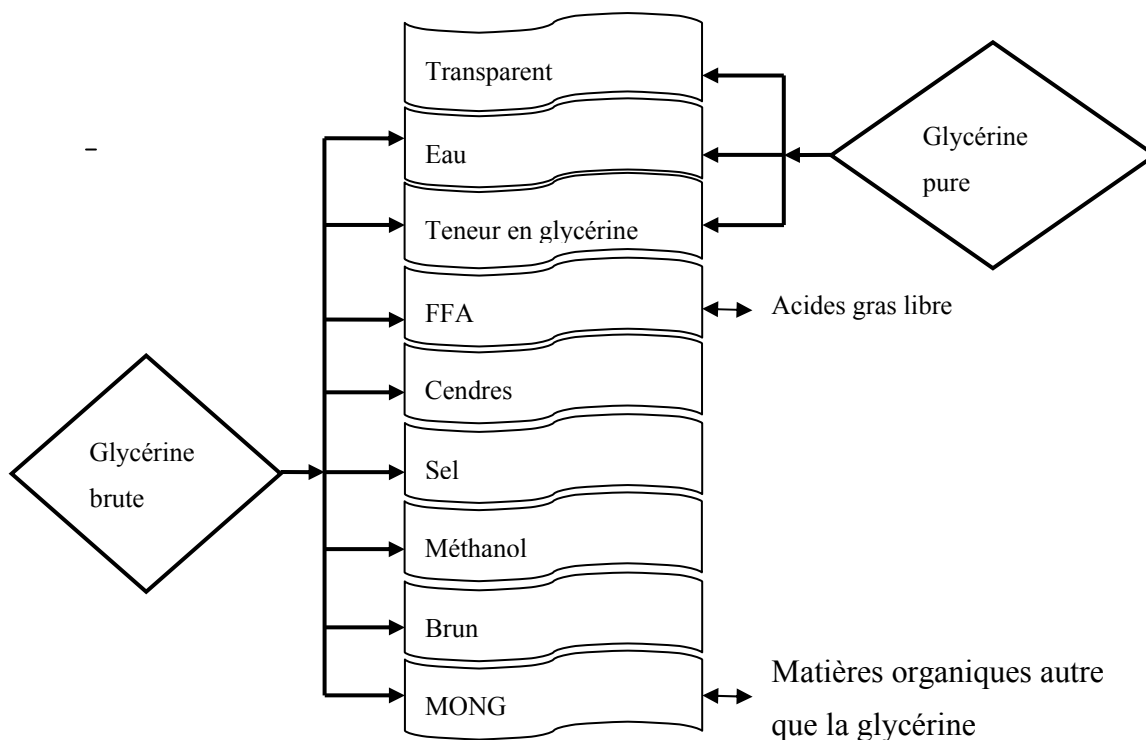 Transparent
Eau
Teneur en glycérine
FFA
Cendres
Sel
Méthanol
Brun
MONG
Glycérine
pure
Acides gras libre
Glycérine
brute
Matières organiques autre
que la glycérine